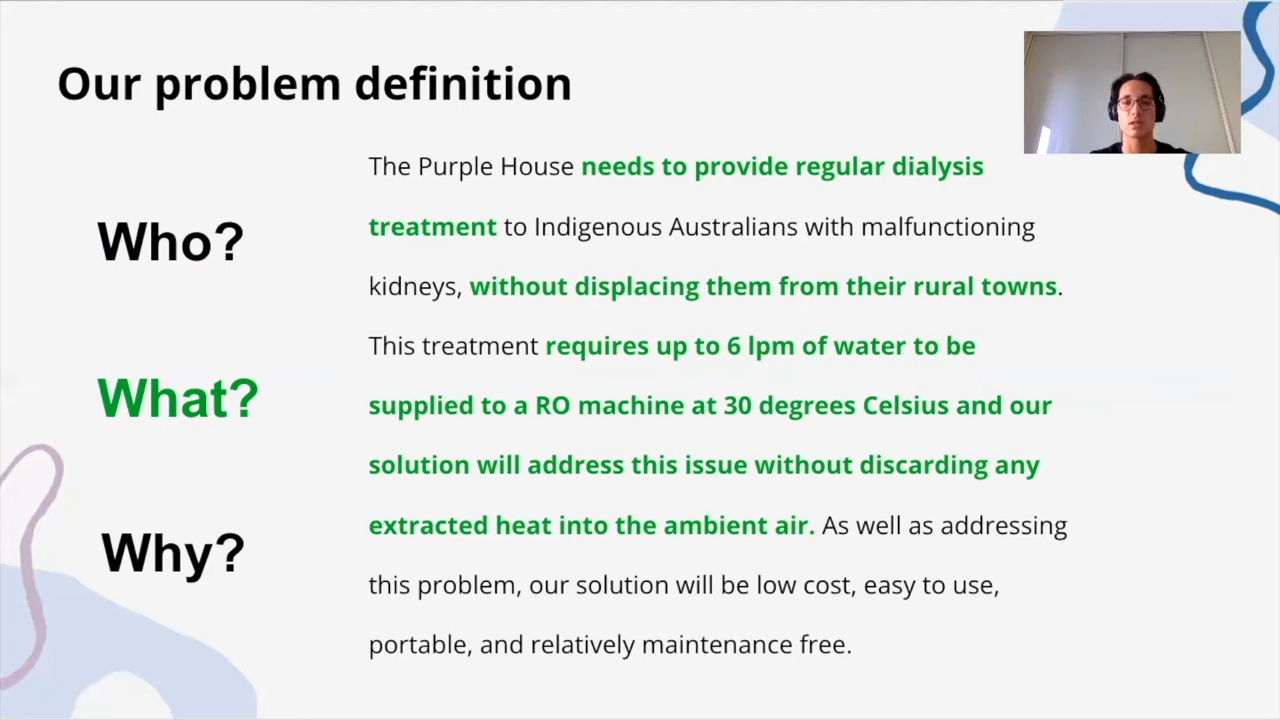 Our problem definition
The Purple House needs to provide regular dialysis
treatment to Indigenous Australians with malfunctioning
Who?
kidneys, without displacing them from their rural towns.
This treatment requires up to 6 lpm of water to be
What?
supplied to a RO machine at 30 degrees Celsius and our
solution will address this issue without discarding any
extracted heat into the ambient air. As well as addressing
Why?
this problem, our solution will be low cost, easy to use,
portable, and relatively maintenance free.